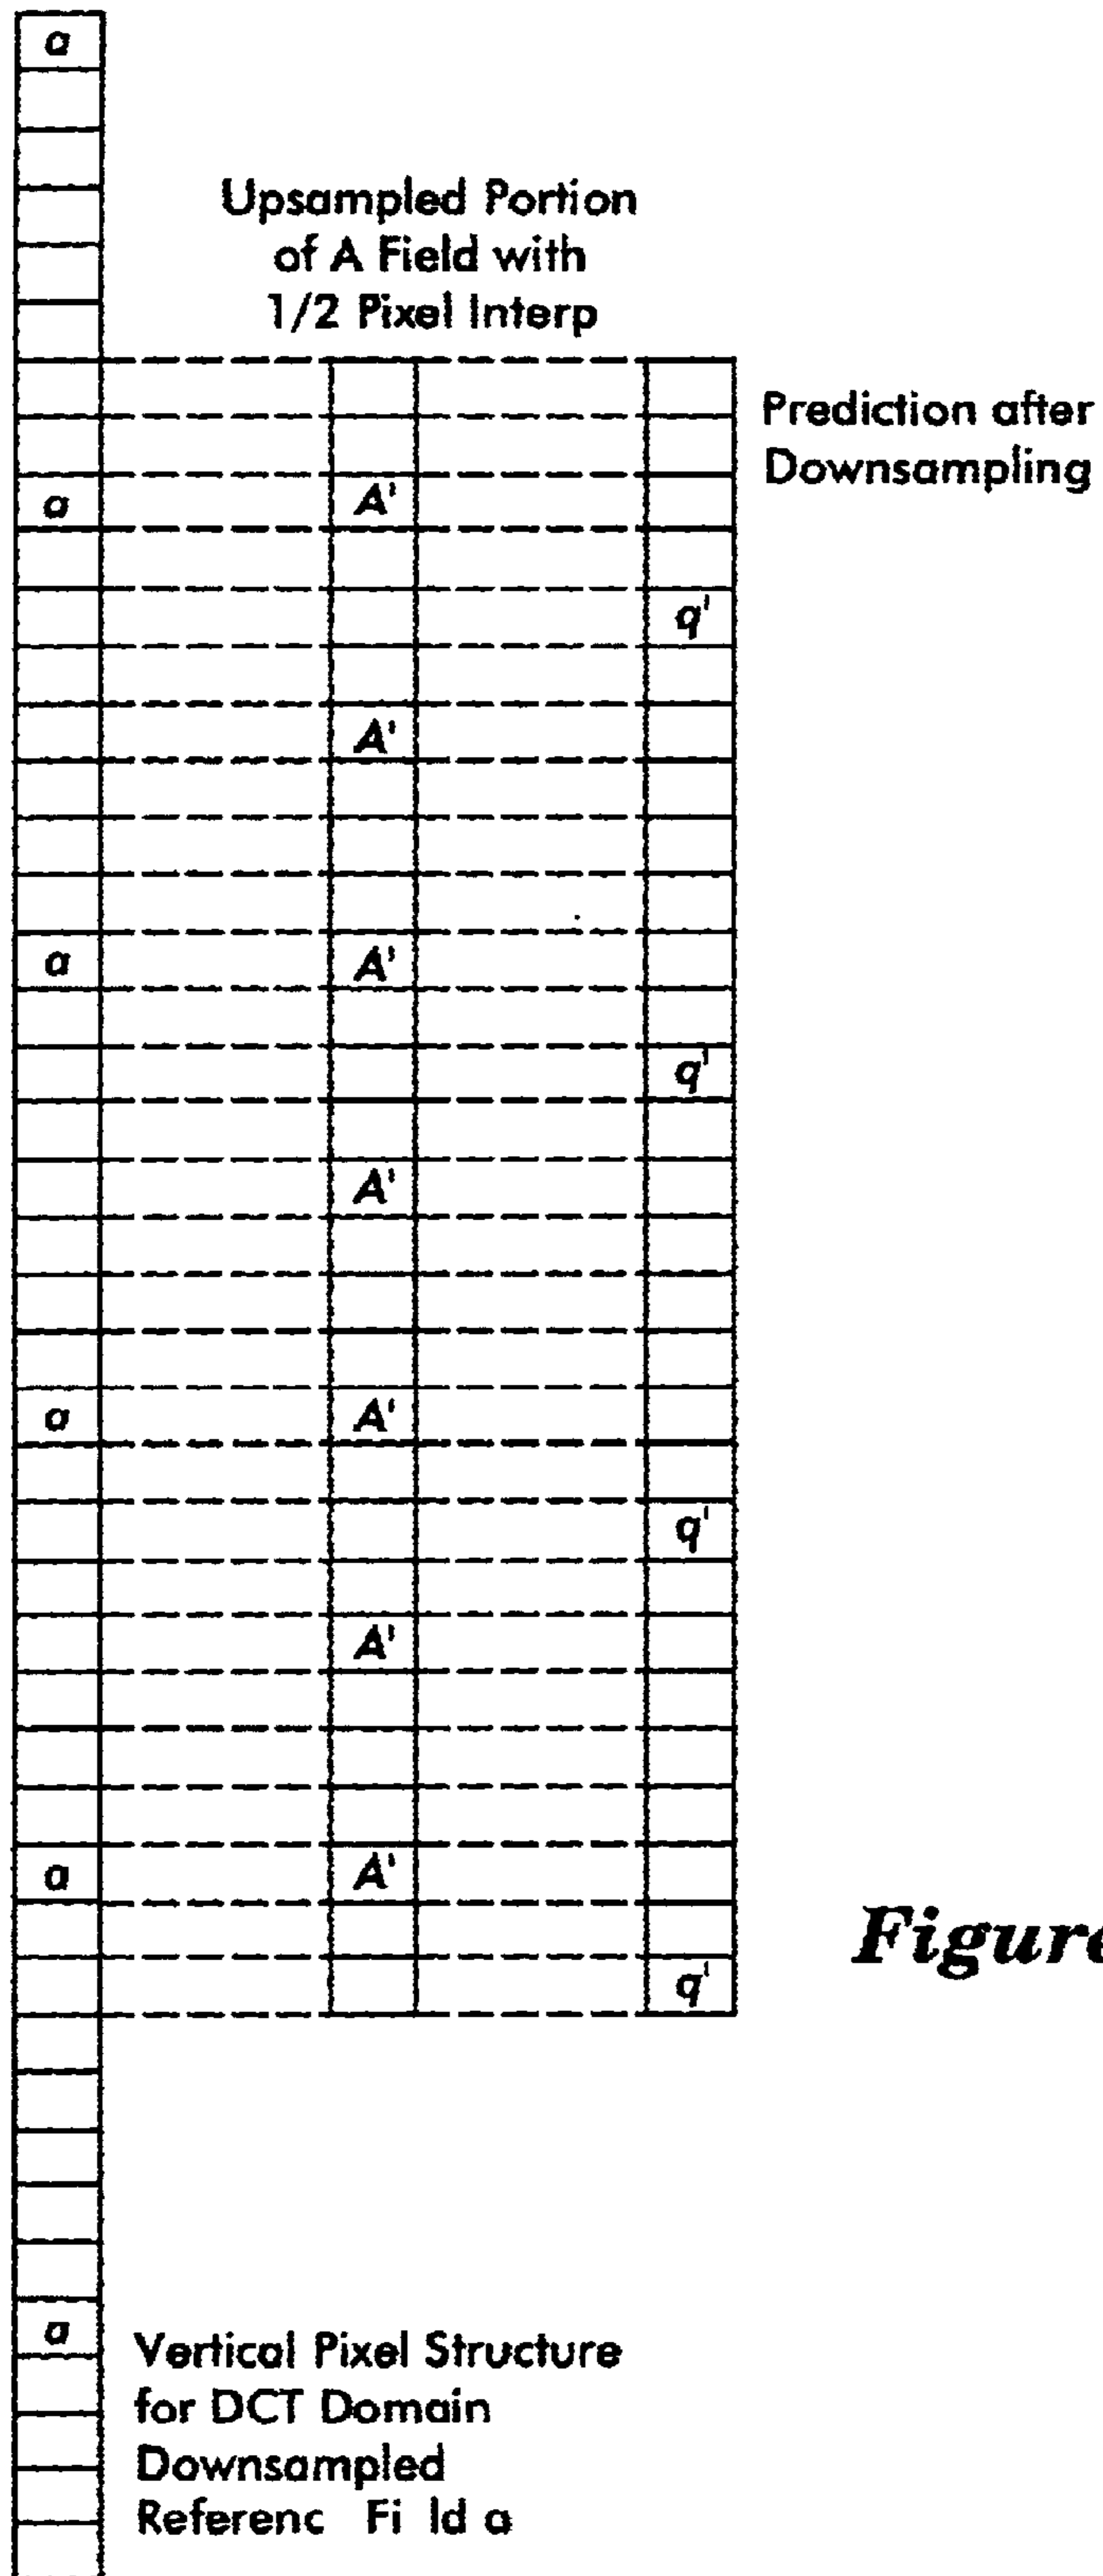 a
Upsampled Portion
of A Field with
1/2 Pixel Interp
Prediction after
Downsampling
a A'
q'
A'
a A'
q'
A'
a A'
q'
A'
a A'
Figure
q'
a
Vertical Pixel Structure
for DCT Domain
Downsampled
Referenc Fi ld a